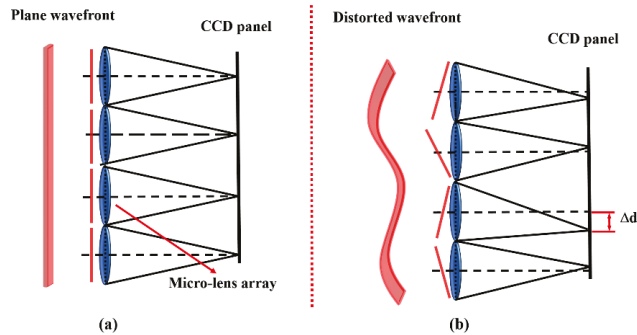 Plane wavefront
CCD panel
Micro-lens array
(a)
Distorted wavefront
CCD panel
Δd
(b)